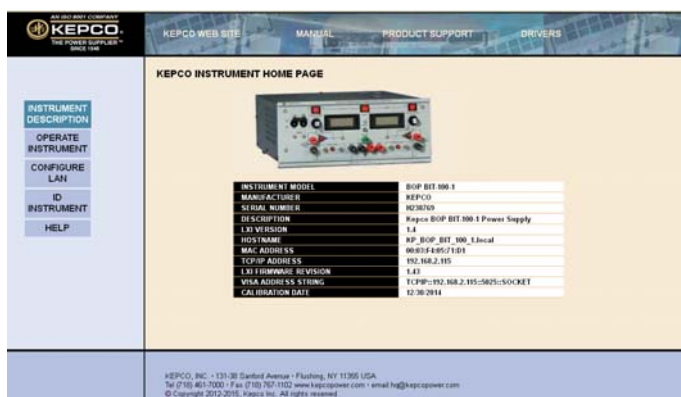 AN ISO 9001 COMPANY
KEPCO.
THE POWER SUPPLIER™
SINCE 1946
KEPCO WEB SITE MANUAL PRODUCT SUPPORT DRIVERS
KEPCO INSTRUMENT HOME PAGE
INSTRUMENT
DESCRIPTION
OPERATE
INSTRUMENT
CONFIGURE
LAN
ID
INSTRUMENT
HELP
INSTRUMENT MODEL BOP BIT-100-1
MANUFACTURER KEPCO
SERIAL NUMBER H238769
DESCRIPTION Kepco BOP BIT-100-1 Power Supply
LXI VERSION 1.4
HOSTNAME KP_BOP_BIT_100_1.local
MAC ADDRESS 00:03:F4:05:71:D1
TCP/IP ADDRESS 192.168.2.115
LXI FIRMWARE REVISION 1.43
VISA ADDRESS STRING TCPIP::192.168.2.115::5025::SOCKET
CALIBRATION DATE 12/30/2014
KEPCO, INC. • 131-38 Sanford Avenue • Flushing, NY 11355 USA
Tel (718) 461-7000 • Fax (718) 767-1102 www.kepcopower.com • email hq@kepcopower.com
© Copyright 2012-2015, Kepco Inc. All rights reserved